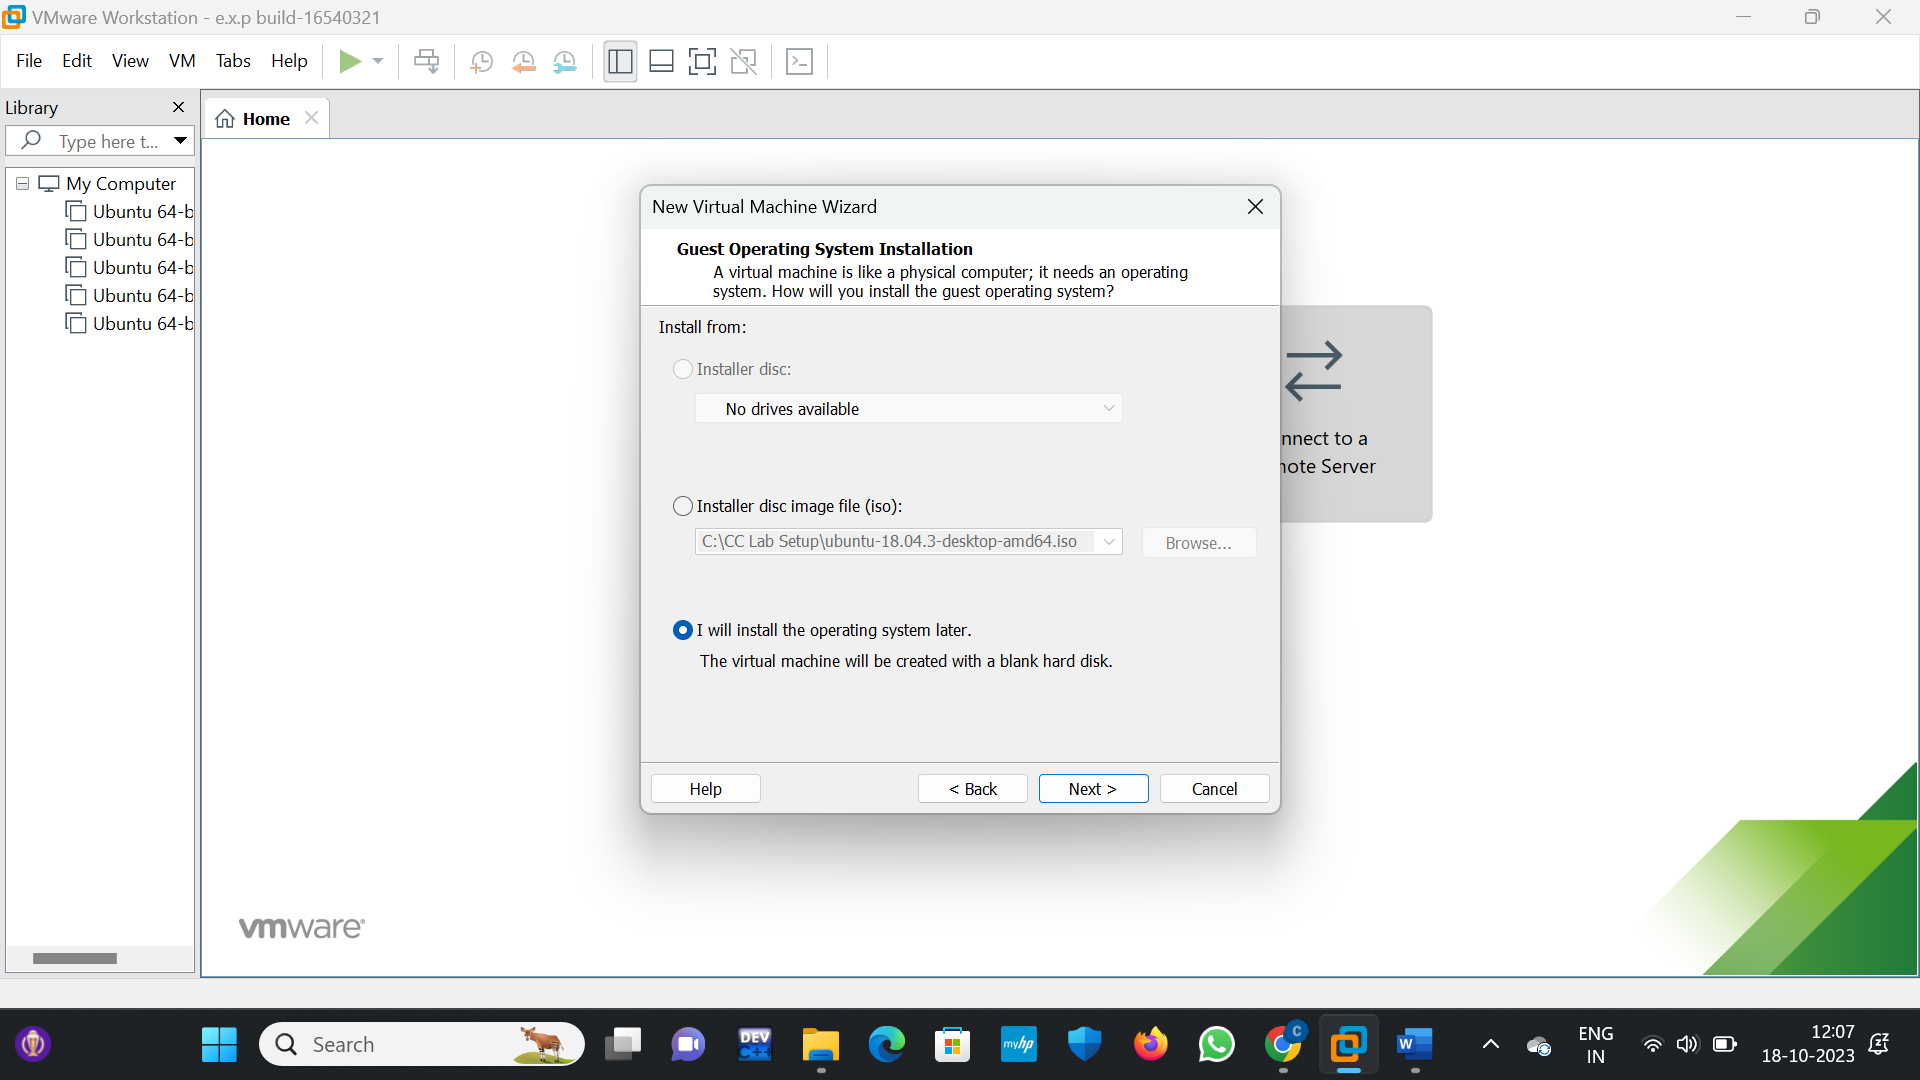 VMware Workstation - e.x.p build-16540321
File Edit View VM Tabs Help
Library
Home
Type here t...
My Computer
Ubuntu 64-b
Ubuntu 64-b
Ubuntu 64-b
Ubuntu 64-b
Ubuntu 64-b
New Virtual Machine Wizard
Guest Operating System Installation
A virtual machine is like a physical computer; it needs an operating
system. How will you install the guest operating system?
Install from:
Installer disc:
No drives available
Installer disc image file (iso):
C:\CC Lab Setup\ubuntu-18.04.3-desktop-amd64.iso
Browse...
I will install the operating system later.
The virtual machine will be created with a blank hard disk.
Help
< Back
Next >
Cancel
nnect to a
note Server
vmware
Search
DEV
C++
myhp
C
W
ENG
IN
12:07
18-10-2023